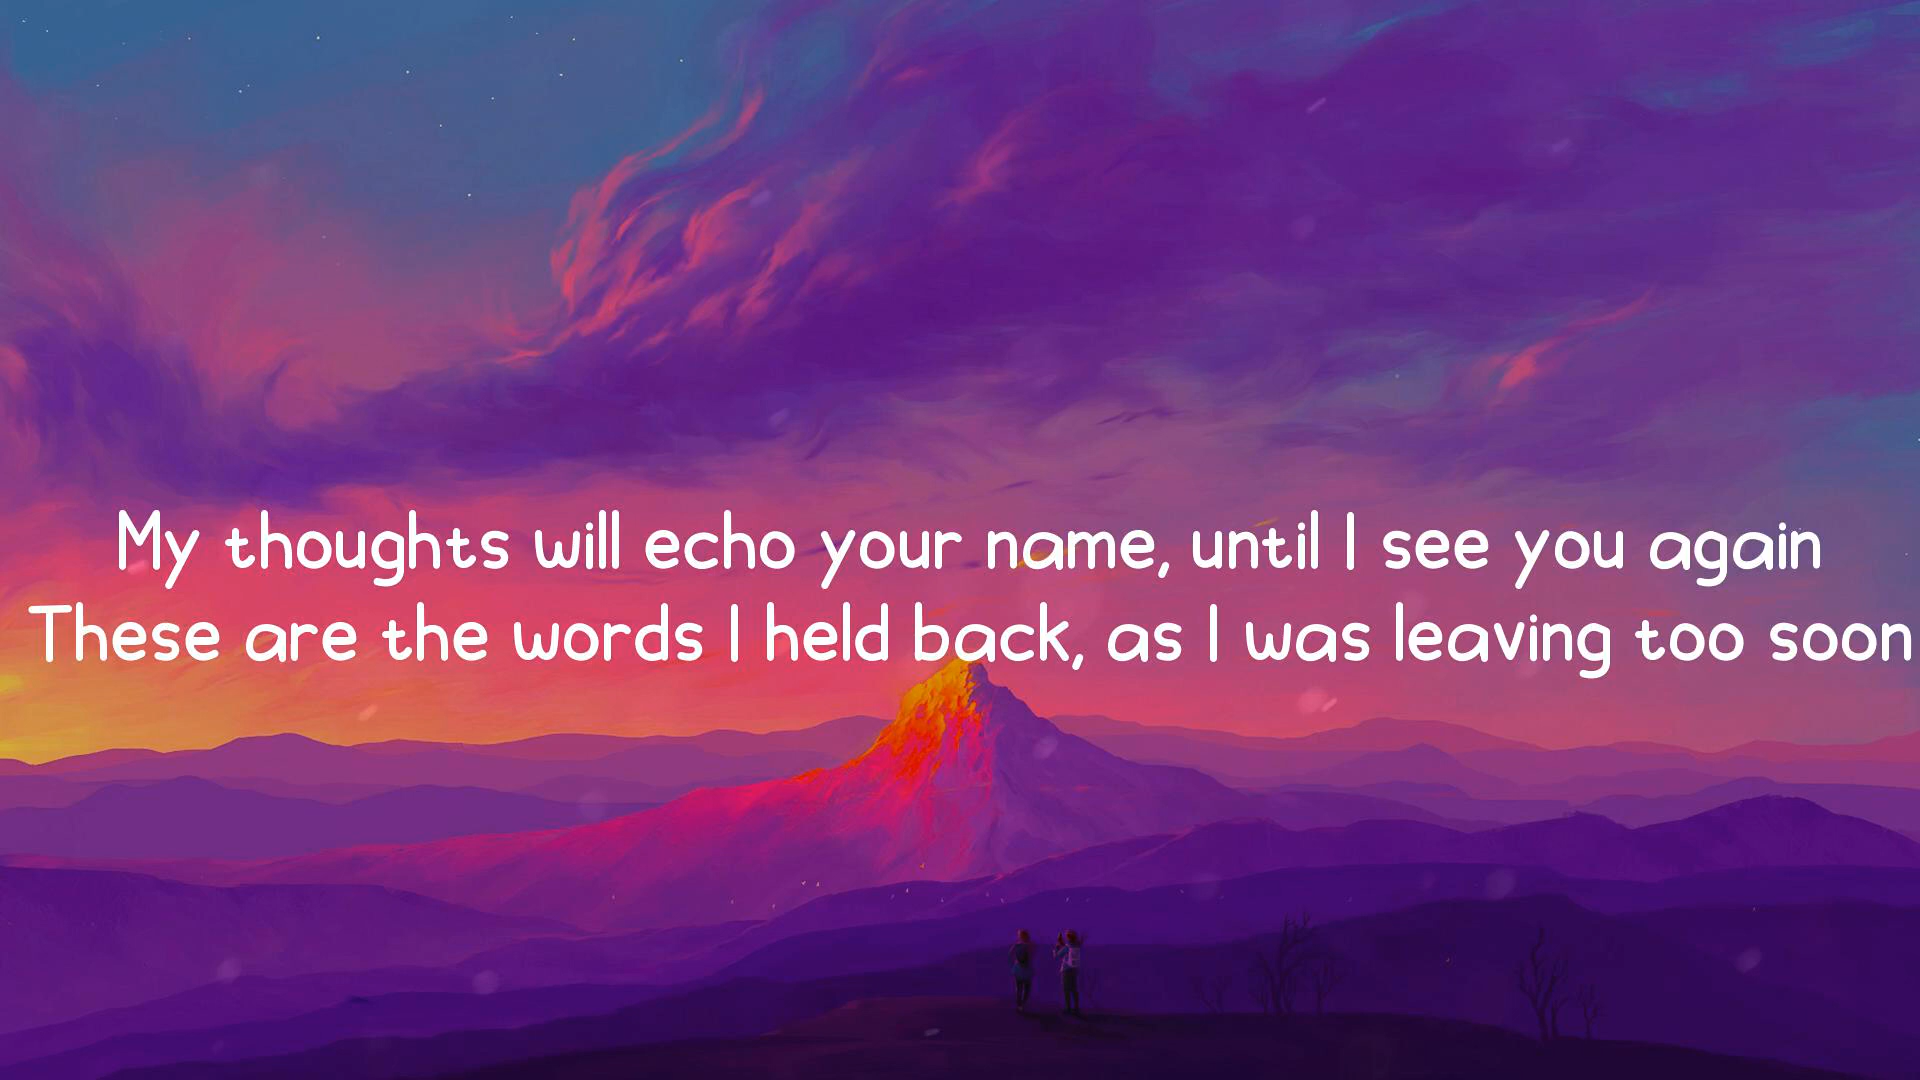 My thoughts will echo your name, until I see you again
These are the words I held back, as I was leaving too soon